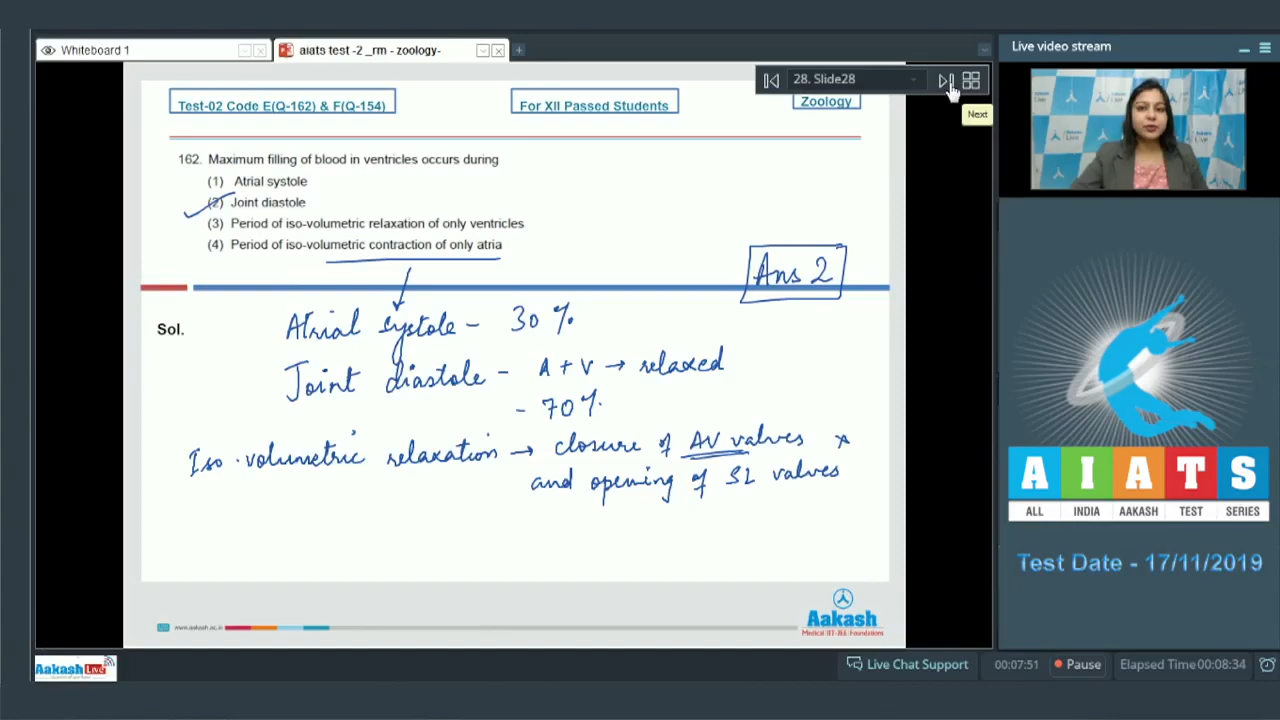 Whiteboard 1
aiats test -2 _rm - zoology-
Live video stream
28. Slide28
Next
Test-02 Code E(Q-162) & F(Q-154)
For XII Passed Students
Zoology
162. Maximum filling of blood in ventricles occurs during
(1) Atrial systole
(2) Joint diastole
(3) Period of iso-volumetric relaxation of only ventricles
(4) Period of iso-volumetric contraction of only atria
Ans 2
Sol.
Atrial systole - 30 %
Joint diastole - A + V → relaxed
- 70 %
Iso-volumetric relaxation → closure of AV valves
and opening of SL valves
A I A T S
ALL INDIA AAKASH TEST SERIES
Test Date - 17/11/2019
www.aakash.ac.in
Aakash
Medical|IIT-JEE|Foundations
Aakash Live
Live Chat Support
00:07:51
Pause
Elapsed Time 00:08:34